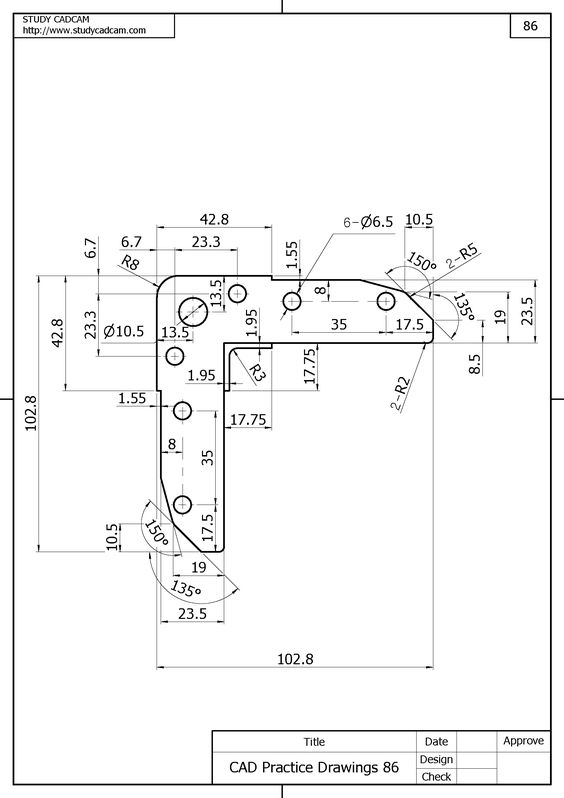 STUDY CADCAM
http://www.studycadcam.com
86
42.8
6-Ø6.5
10.5
6.7
6.7
23.3
1.55
150°
2-R5
R8
13.5
8
135°
42.8
23.3
Ø10.5
13.5
1.95
35
17.5
19
23.5
1.95
R3
17.75
8.5
2-R2
1.55
17.75
102.8
8
35
10.5
150°
17.5
19
135°
23.5
102.8
Title
Date
Approve
CAD Practice Drawings 86
Design
Check